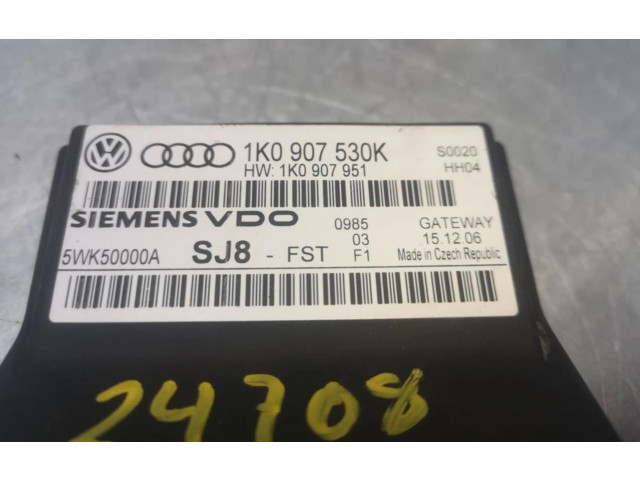 1K0 907 530K S0020
HW: 1K0 907 951 HH04
SIEMENS VDO 0985 GATEWAY
03 15.12.06
5WK50000A SJ8 - FST F1 Made in Czech Republic
24708